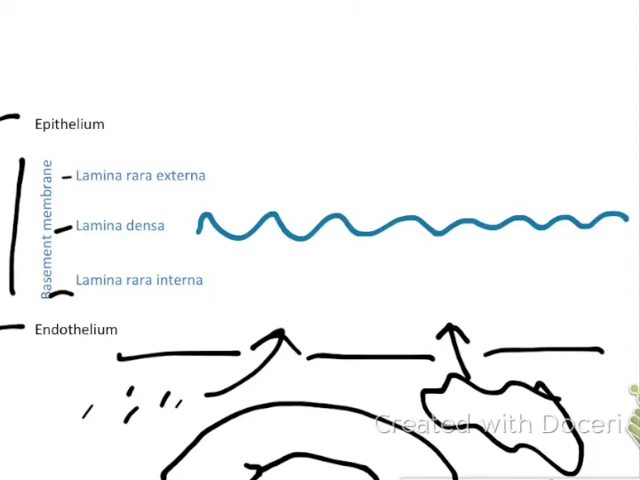 Epithelium
Basement membrane
Lamina rara externa
Lamina densa
Lamina rara interna
Endothelium
Created with Doceri